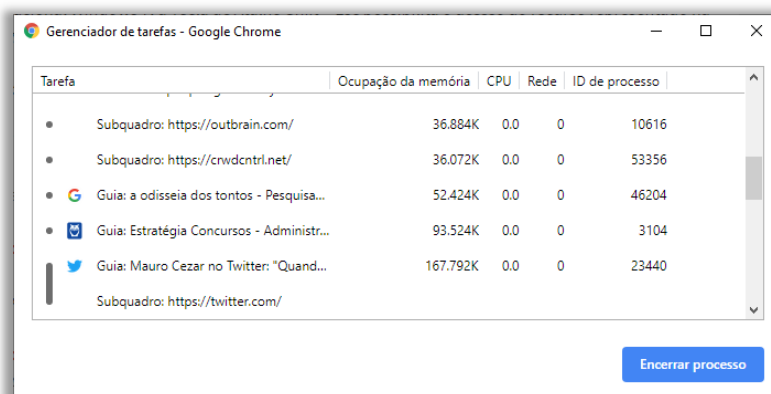 Gerenciador de tarefas - Google Chrome
Tarefa Ocupação da memória CPU Rede ID de processo
Subquadro: https://outbrain.com/ 36.884K 0.0 0 10616
Subquadro: https://crwdcntrl.net/ 36.072K 0.0 0 53356
Guia: a odisseia dos tontos - Pesquisa... 52.424K 0.0 0 46204
Guia: Estratégia Concursos - Administr... 93.524K 0.0 0 3104
Guia: Mauro Cezar no Twitter: "Quand... 167.792K 0.0 0 23440
Subquadro: https://twitter.com/
Encerrar processo